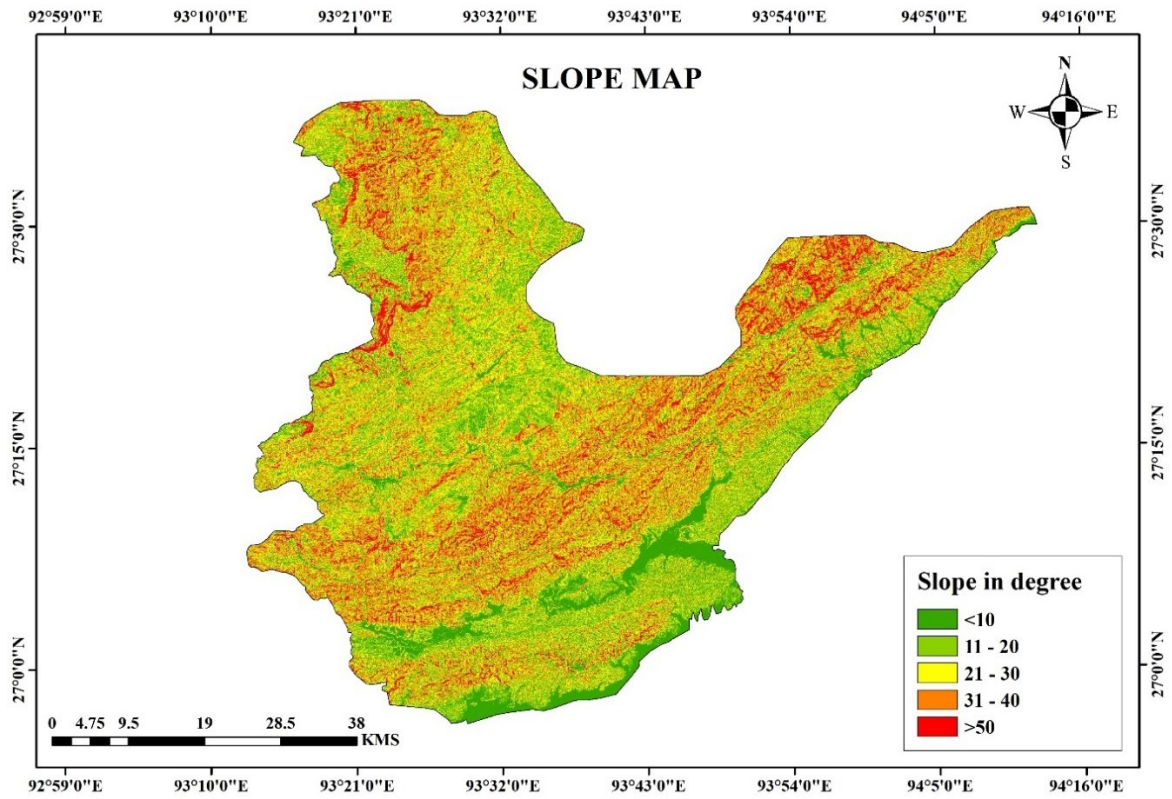 92°59'0"E 93°10'0"E 93°21'0"E 93°32'0"E 93°43'0"E 93°54'0"E 94°5'0"E 94°16'0"E
SLOPE MAP
N
W E
S
27°30'0"N 27°30'0"N
27°15'0"N 27°15'0"N
27°0'0"N 27°0'0"N
Slope in degree
<10
11 - 20
21 - 30
31 - 40
>50
0 4.75 9.5 19 28.5 38
KMS
92°59'0"E 93°10'0"E 93°21'0"E 93°32'0"E 93°43'0"E 93°54'0"E 94°5'0"E 94°16'0"E